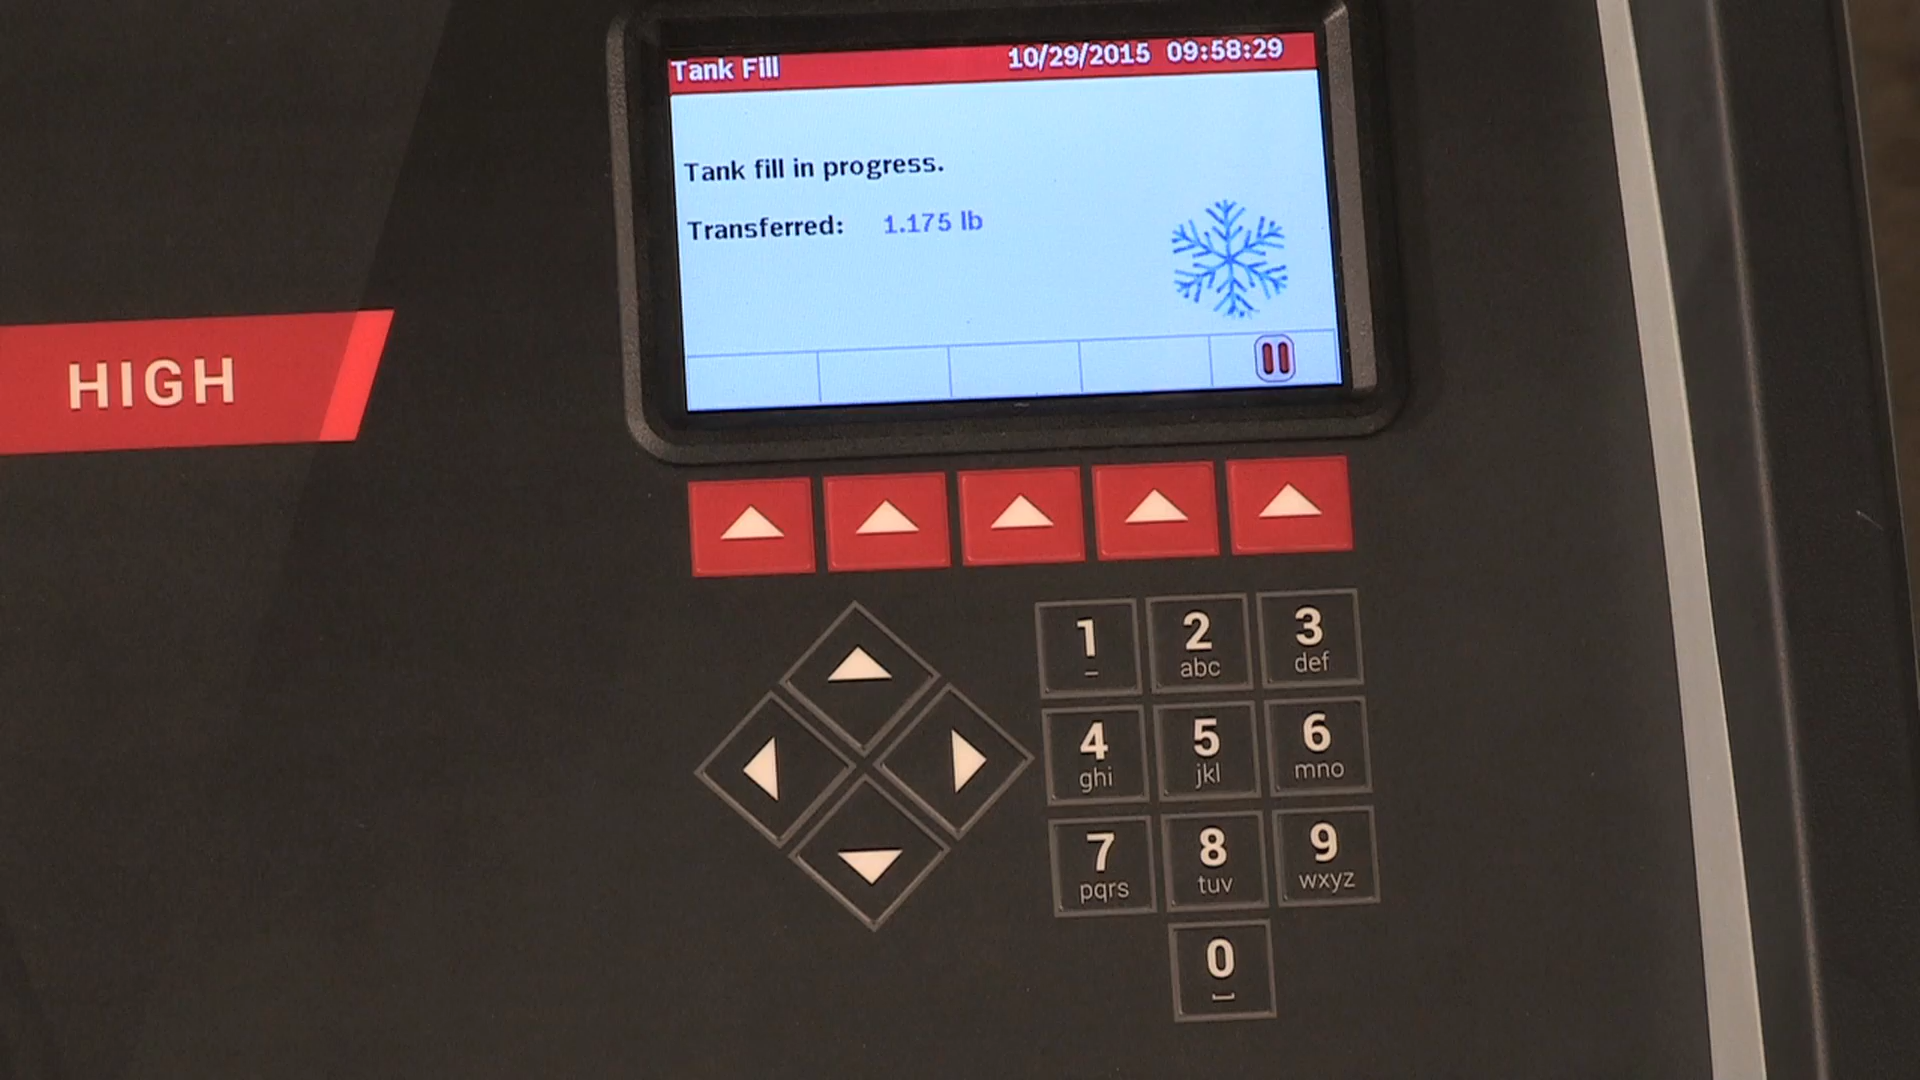 Tank Fill 10/29/2015 09:58:29
Tank fill in progress.
Transferred: 1.175 lb
HIGH
1 2 3
_ abc def
4 5 6
ghi jkl mno
7 8 9
pqrs tuv wxyz
0